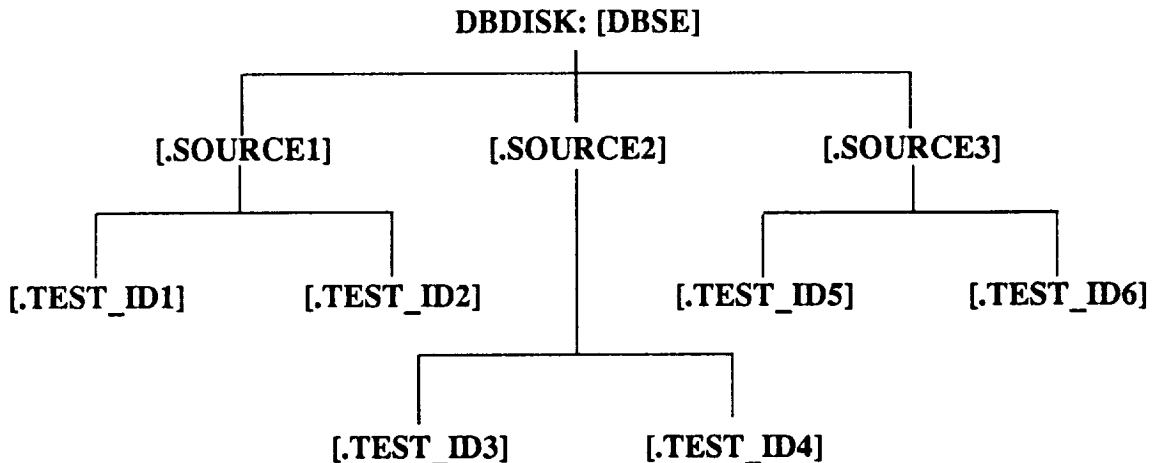 DBDISK: [DBSE]
[.SOURCE1] [.SOURCE2] [.SOURCE3]
[.TEST_ID1] [.TEST_ID2] [.TEST_ID5] [.TEST_ID6]
[.TEST_ID3] [.TEST_ID4]